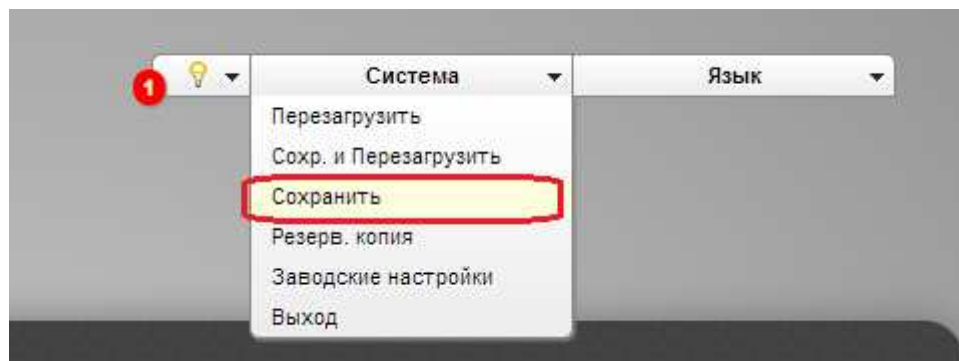 1 Система Язык
Перезагрузить
Сохр. и Перезагрузить
Сохранить
Резерв. копия
Заводские настройки
Выход